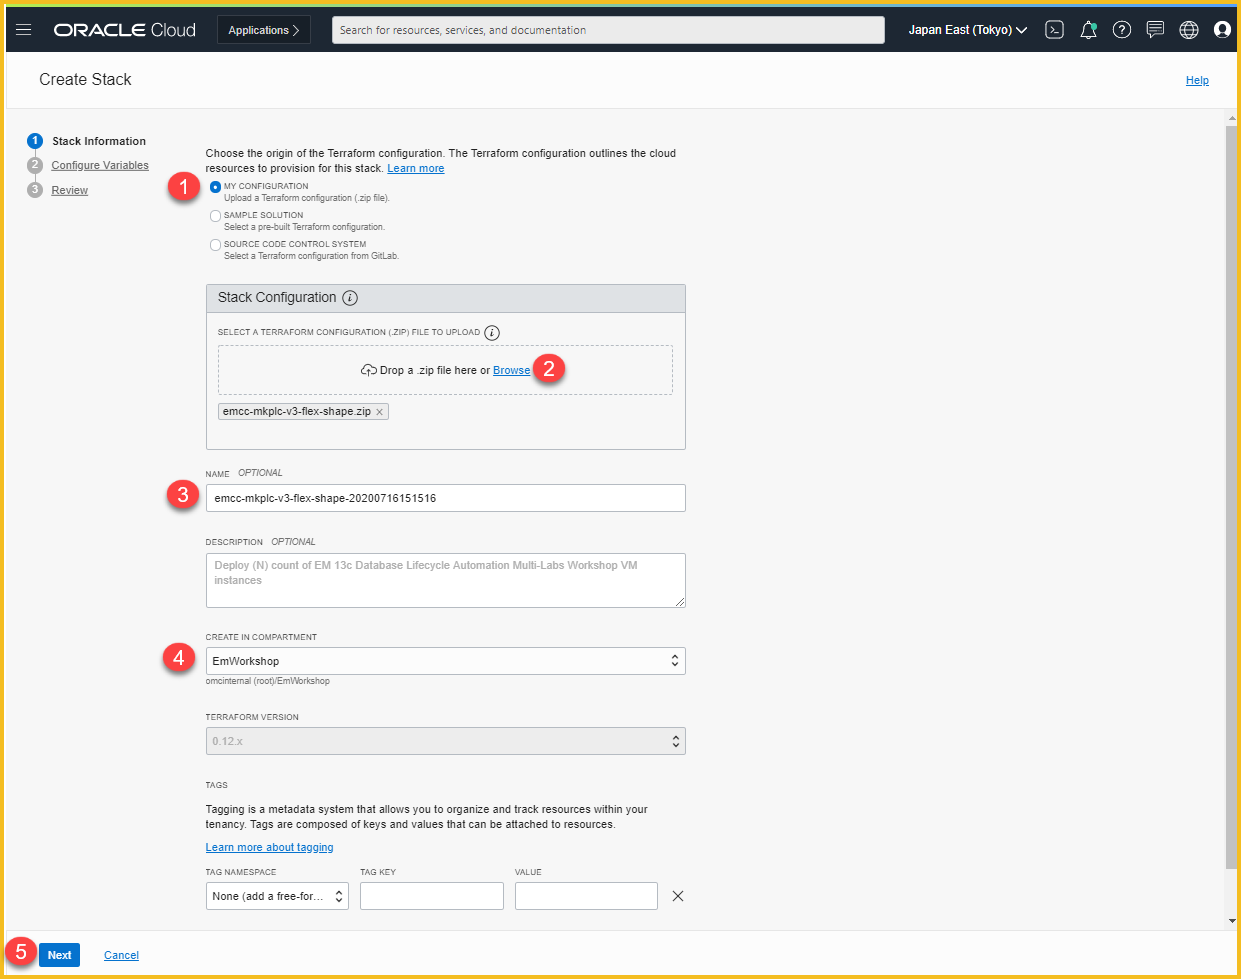 ORACLE Cloud
Applications
Search for resources, services, and documentation
Japan East (Tokyo)
Create Stack
Help
1 Stack Information
2 Configure Variables
3 Review
Choose the origin of the Terraform configuration. The Terraform configuration outlines the cloud
resources to provision for this stack. Learn more
1
MY CONFIGURATION
Upload a Terraform configuration (.zip file).
SAMPLE SOLUTION
Select a pre-built Terraform configuration.
SOURCE CODE CONTROL SYSTEM
Select a Terraform configuration from GitLab.
Stack Configuration i
SELECT A TERRAFORM CONFIGURATION (.ZIP) FILE TO UPLOAD i
Drop a .zip file here or Browse 2
emcc-mkplc-v3-flex-shape.zip ×
NAME OPTIONAL
3 emcc-mkplc-v3-flex-shape-20200716151516
DESCRIPTION OPTIONAL
Deploy (N) count of EM 13c Database Lifecycle Automation Multi-Labs Workshop VM
instances
CREATE IN COMPARTMENT
4 EmWorkshop
omcinternal (root)/EmWorkshop
TERRAFORM VERSION
0.12.x
TAGS
Tagging is a metadata system that allows you to organize and track resources within your
tenancy. Tags are composed of keys and values that can be attached to resources.
Learn more about tagging
TAG NAMESPACE TAG KEY VALUE
None (add a free-for...
5 Next Cancel